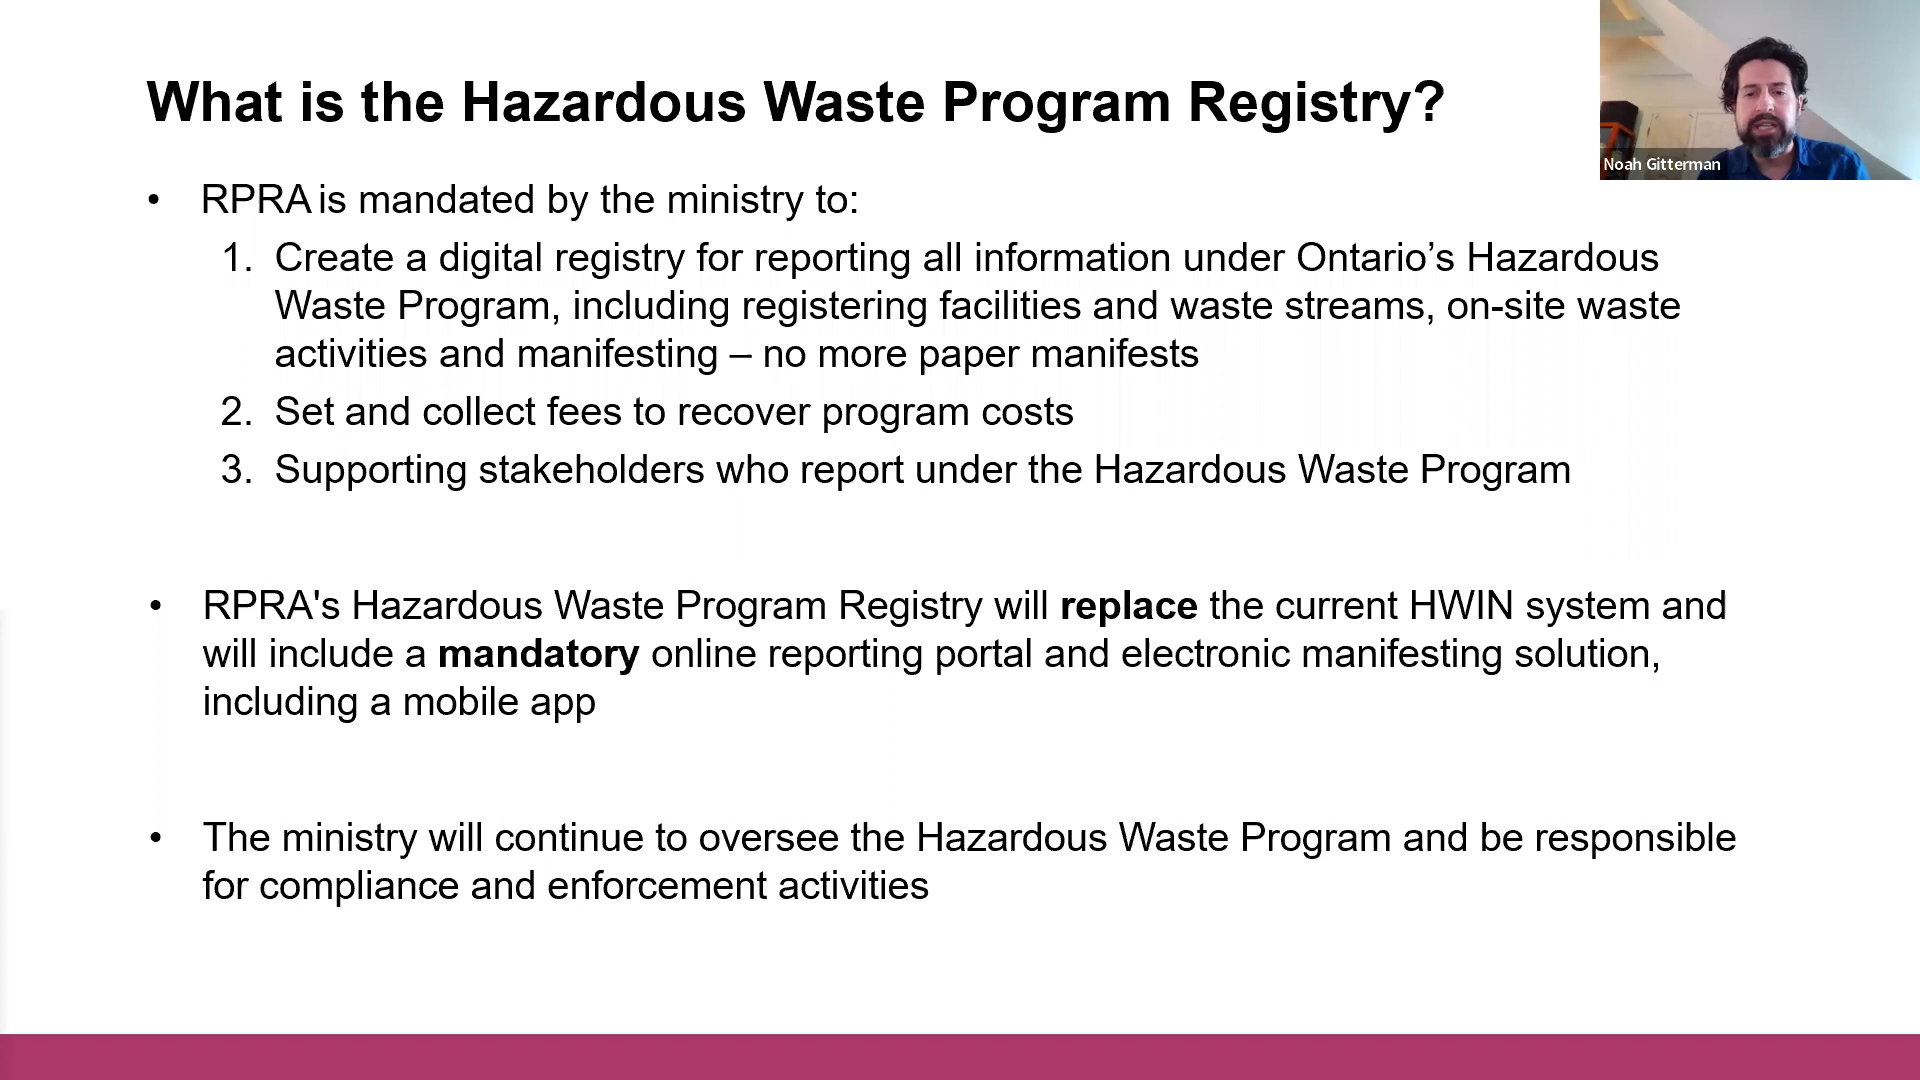 What is the Hazardous Waste Program Registry?
Noah Gitterman
• RPRA is mandated by the ministry to:
1. Create a digital registry for reporting all information under Ontario’s Hazardous
Waste Program, including registering facilities and waste streams, on-site waste
activities and manifesting – no more paper manifests
2. Set and collect fees to recover program costs
3. Supporting stakeholders who report under the Hazardous Waste Program
• RPRA's Hazardous Waste Program Registry will replace the current HWIN system and
will include a mandatory online reporting portal and electronic manifesting solution,
including a mobile app
• The ministry will continue to oversee the Hazardous Waste Program and be responsible
for compliance and enforcement activities